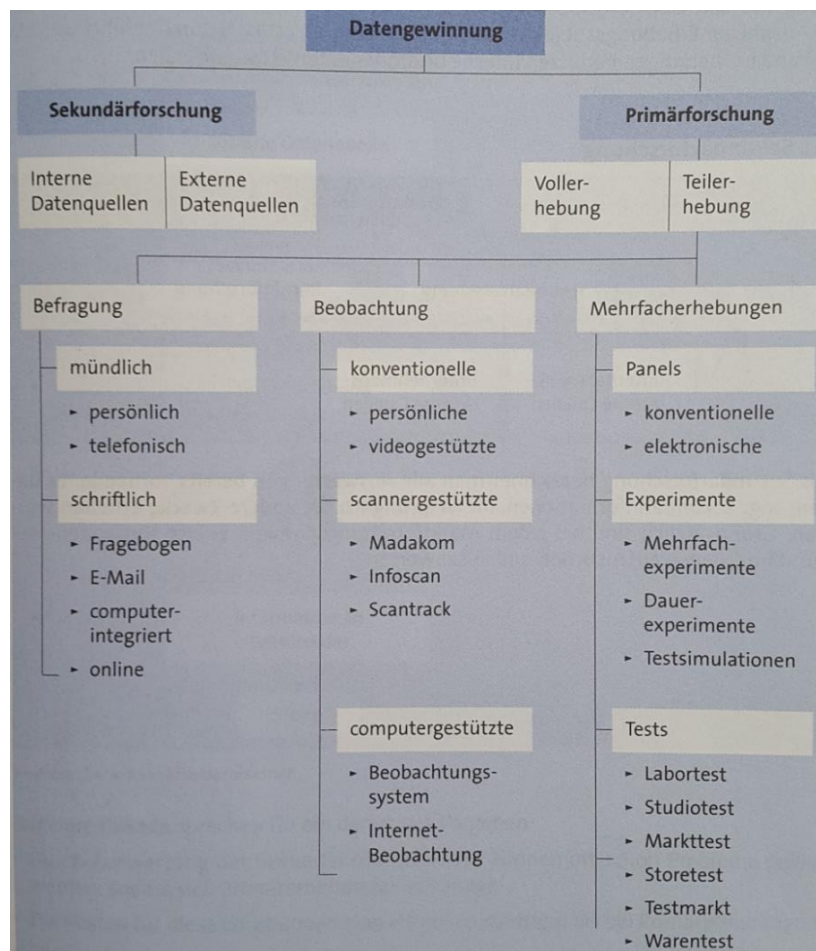 Datengewinnung
Sekundärforschung
Primärforschung
Interne
Datenquellen
Externe
Datenquellen
Voller-
hebung
Teiler-
hebung
Befragung
mündlich
► persönlich
► telefonisch
schriftlich
► Fragebogen
► E-Mail
► computer-
integriert
► online
Beobachtung
konventionelle
► persönliche
► videogestützte
scannergestützte
► Madakom
► Infoscan
► Scantrack
computergestützte
► Beobachtungs-
system
► Internet-
Beobachtung
Mehrfacherhebungen
Panels
► konventionelle
► elektronische
Experimente
► Mehrfach-
experimente
► Dauer-
experimente
► Testsimulationen
Tests
► Labortest
► Studiotest
► Markttest
► Storetest
► Testmarkt
► Warentest